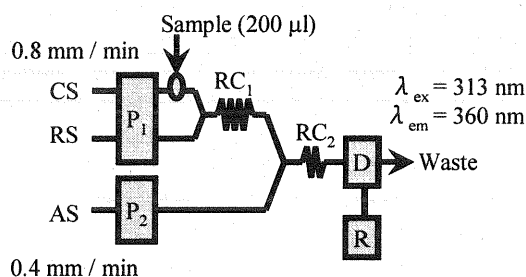 Sample (200 µl)
0.8 mm / min
CS
RS
P1
RC1
λex = 313 nm
λem = 360 nm
RC2
D
Waste
AS
P2
R
0.4 mm / min